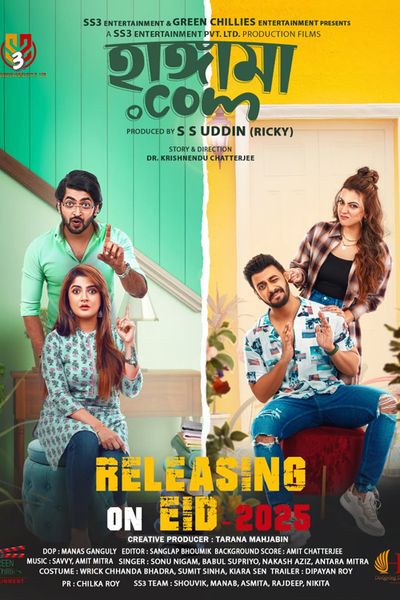 SS3 ENTERTAINMENT & GREEN CHILLIES ENTERTAINMENT PRESENTS
A SS3 ENTERTAINMENT PVT. LTD. PRODUCTION FILMS
হাঙ্গামা
.com
PRODUCED BY S S UDDIN (RICKY)
STORY & DIRECTION
DR. KRISHNENDU CHATTERJEE
RELEASING
ON EID - 2025
CREATIVE PRODUCER : TARANA MAHJABIN
DOP : MANAS GANGULY EDITOR : SANGLAP BHOUMIK BACKGROUND SCORE : AMIT CHATTERJEE
MUSIC : SAVVY, AMIT MITRA SINGER : SONU NIGAM, BABUL SUPRIYO, NAKASH AZIZ, ANTARA MITRA
COSTUME : WRICK CHHANDA BHADRA, SUMIT SINHA, KIARA SEN TRAILER : DIPAYAN ROY
PR : CHILKA ROY SS3 TEAM : SHOUVIK, MANAB, ASMITA, RAJDEEP, NIKITA